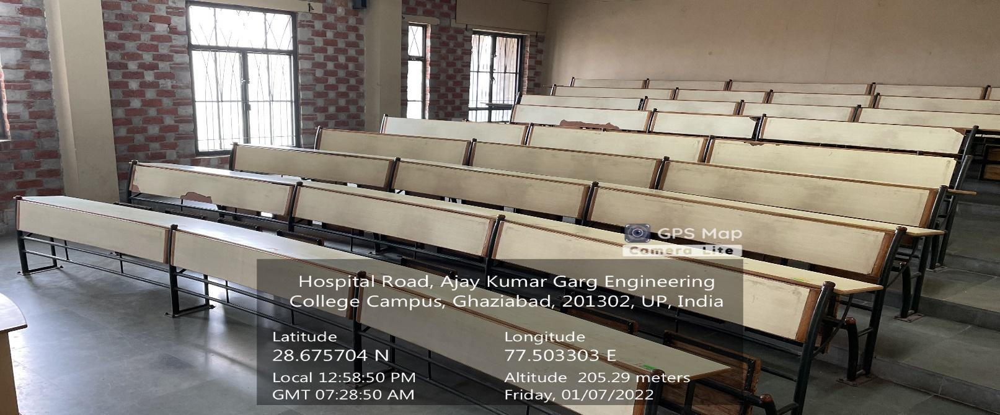 GPS Map
Camera Lite
Hospital Road, Ajay Kumar Garg Engineering
College Campus, Ghaziabad, 201302, UP, India
Latitude
28.675704 N
Longitude
77.503303 E
Local 12:58:50 PM
GMT 07:28:50 AM
Altitude 205.29 meters
Friday, 01/07/2022